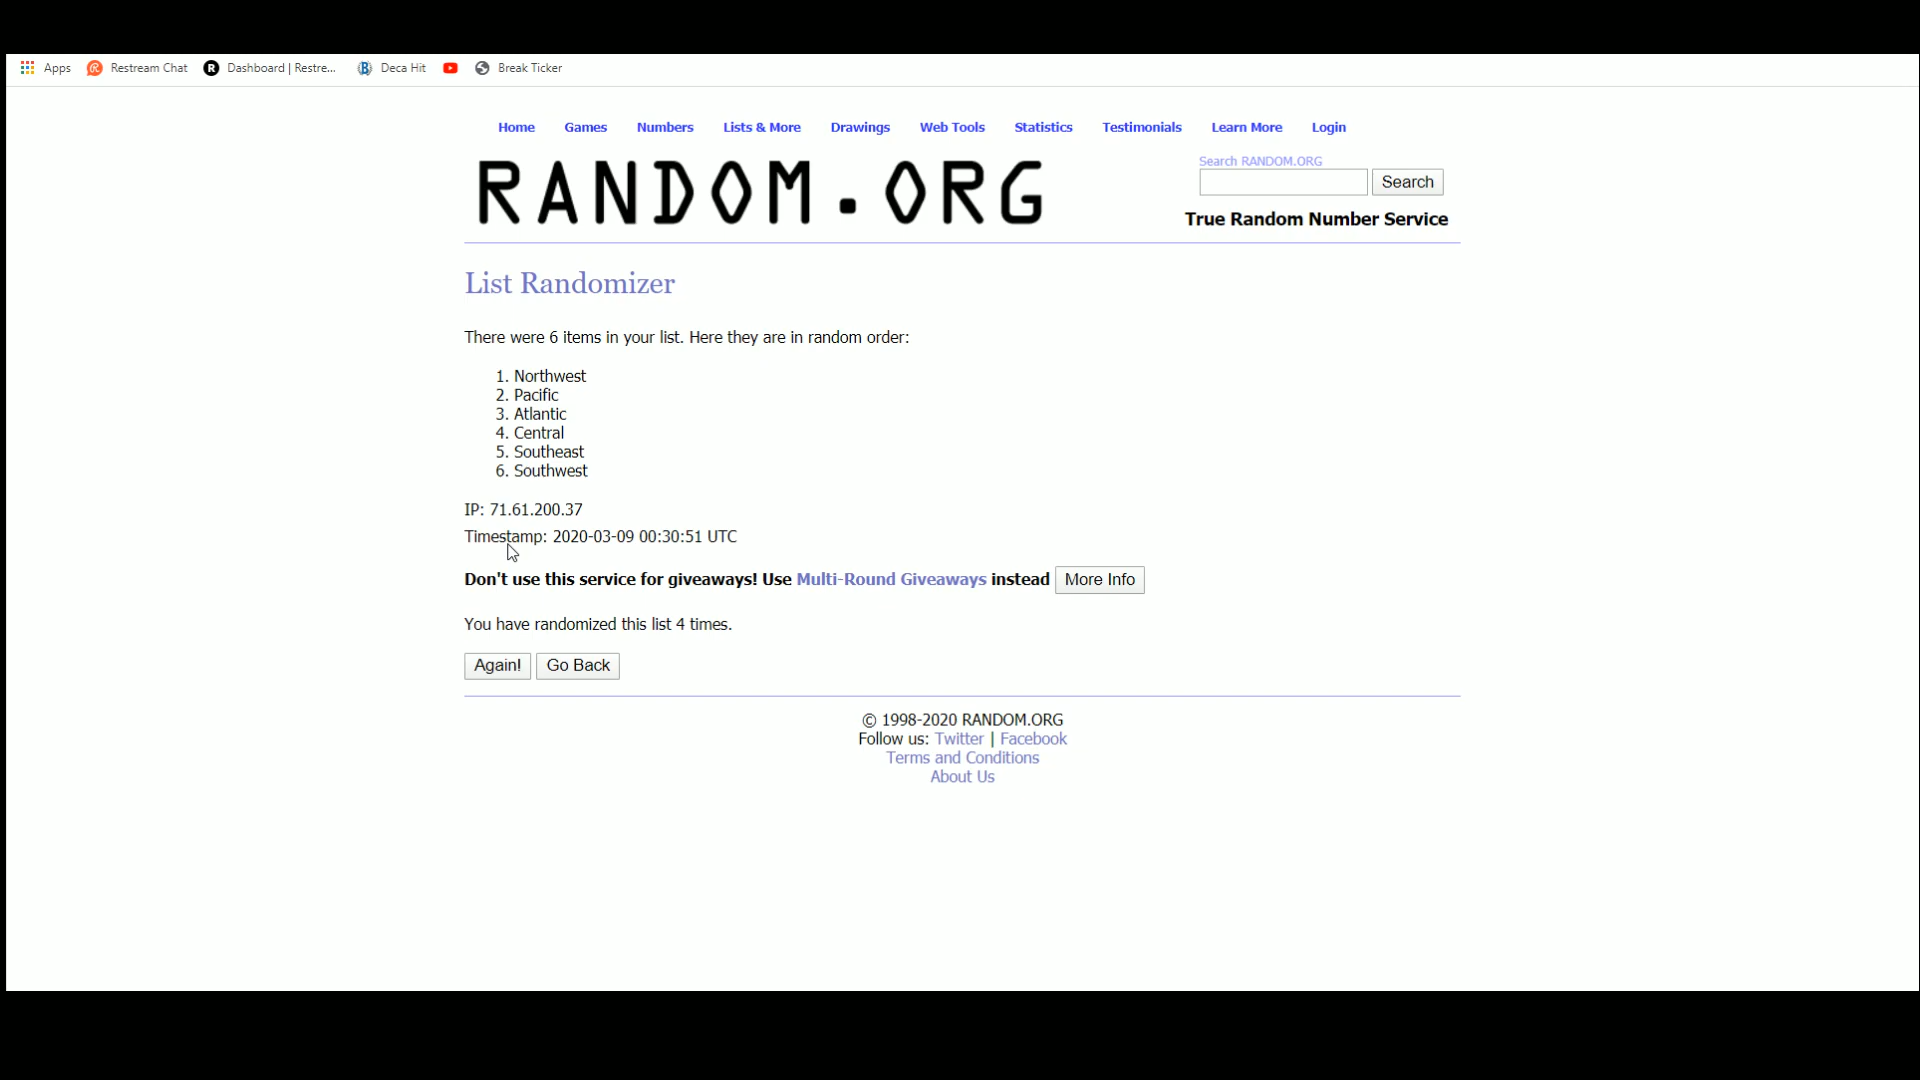 Apps Restream Chat Dashboard | Restre... Deca Hit Break Ticker
Home Games Numbers Lists & More Drawings Web Tools Statistics Testimonials Learn More Login
RANDOM.ORG
Search RANDOM.ORG
Search
True Random Number Service
List Randomizer
There were 6 items in your list. Here they are in random order:
1. Northwest
2. Pacific
3. Atlantic
4. Central
5. Southeast
6. Southwest
IP: 71.61.200.37
Timestamp: 2020-03-09 00:30:51 UTC
Don't use this service for giveaways! Use Multi-Round Giveaways instead More Info
You have randomized this list 4 times.
Again! Go Back
© 1998-2020 RANDOM.ORG
Follow us: Twitter | Facebook
Terms and Conditions
About Us